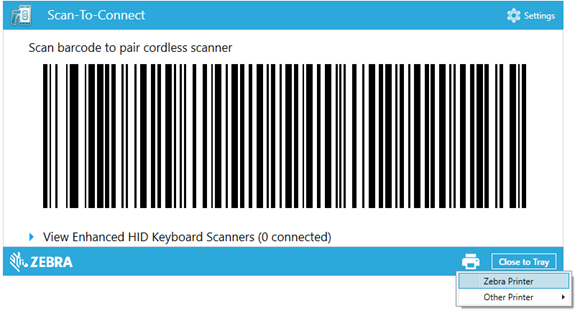 Scan-To-Connect
Settings
Scan barcode to pair cordless scanner
View Enhanced HID Keyboard Scanners (0 connected)
ZEBRA
Close to Tray
Zebra Printer
Other Printer